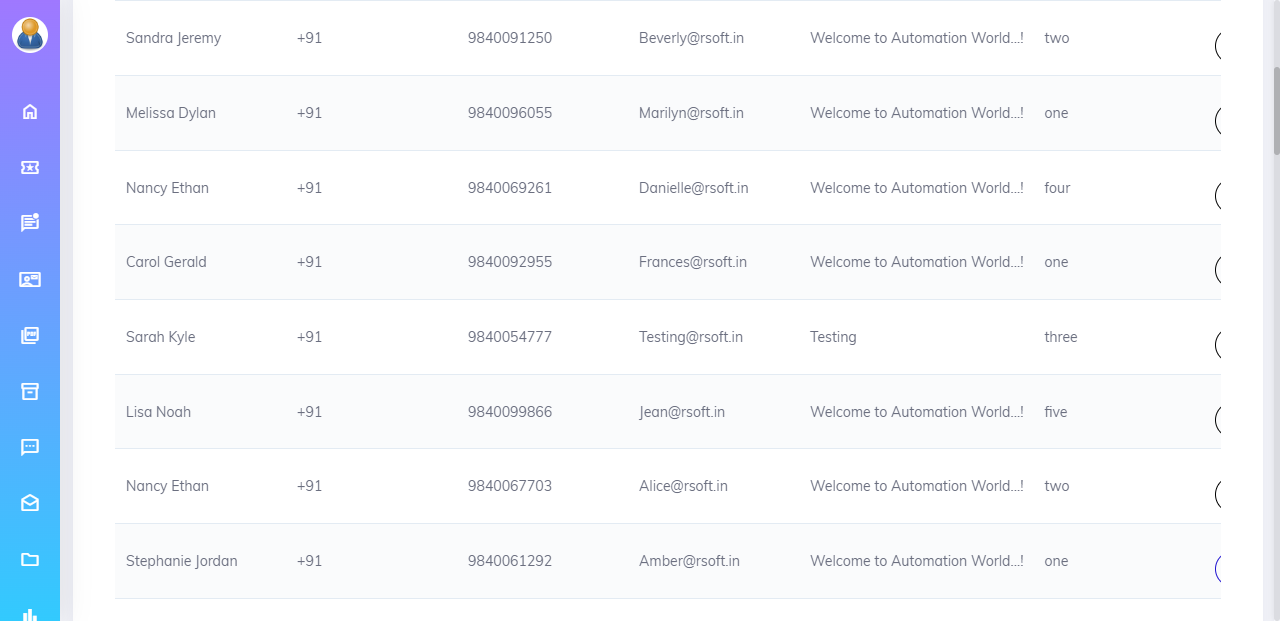 Sandra Jeremy +91 9840091250 Beverly@rsoft.in Welcome to Automation World...! two
Melissa Dylan +91 9840096055 Marilyn@rsoft.in Welcome to Automation World...! one
Nancy Ethan +91 9840069261 Danielle@rsoft.in Welcome to Automation World...! four
Carol Gerald +91 9840092955 Frances@rsoft.in Welcome to Automation World...! one
Sarah Kyle +91 9840054777 Testing@rsoft.in Testing three
Lisa Noah +91 9840099866 Jean@rsoft.in Welcome to Automation World...! five
Nancy Ethan +91 9840067703 Alice@rsoft.in Welcome to Automation World...! two
Stephanie Jordan +91 9840061292 Amber@rsoft.in Welcome to Automation World...! one